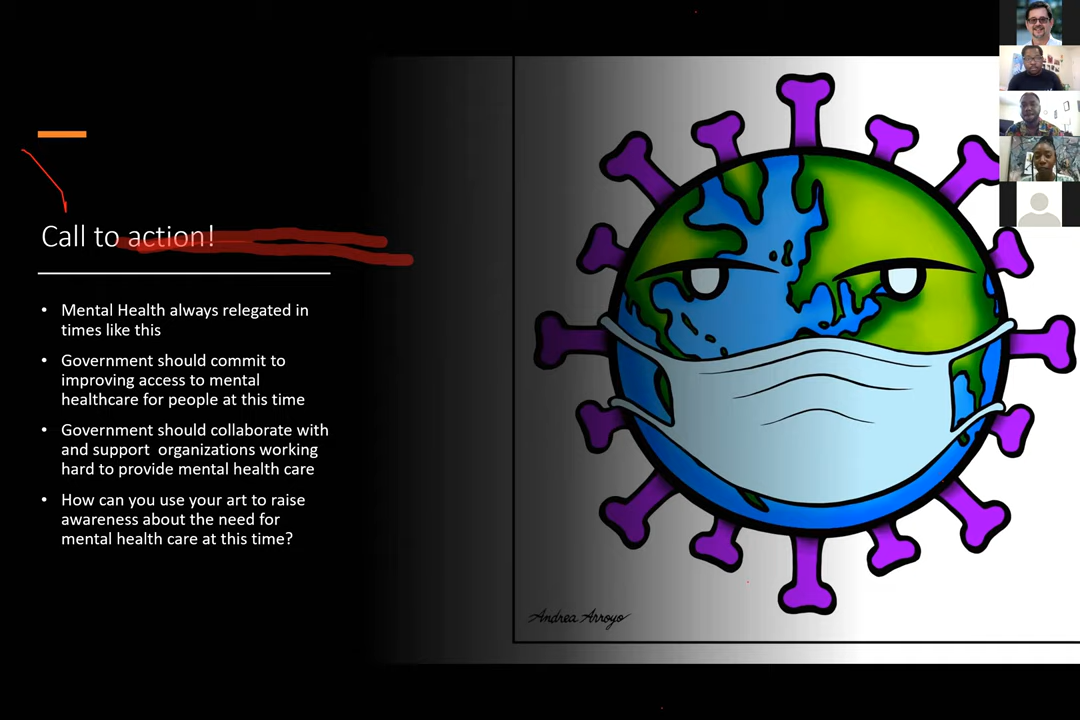 Call to action!
• Mental Health always relegated in
times like this
• Government should commit to
improving access to mental
healthcare for people at this time
• Government should collaborate with
and support  organizations working
hard to provide mental health care
• How can you use your art to raise
awareness about the need for
mental health care at this time?
Andrea Arroyo